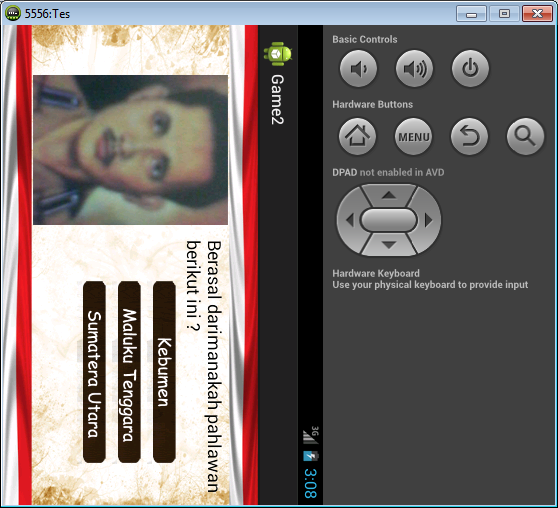 5556:Tes
Game2
3G
3:08
Berasal darimanakah pahlawan
berikut ini ?
Kebumen
Maluku Tenggara
Sumatera Utara
Basic Controls
Hardware Buttons
MENU
DPAD not enabled in AVD
Hardware Keyboard
Use your physical keyboard to provide input